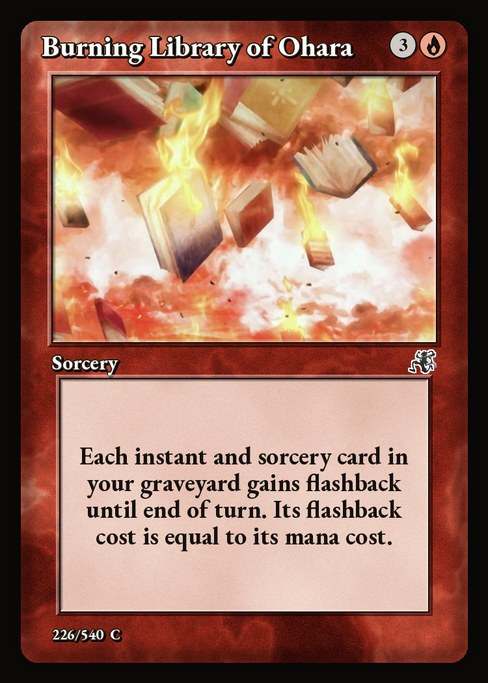 Burning Library of Ohara 3
Sorcery
Each instant and sorcery card in
your graveyard gains flashback
until end of turn. Its flashback
cost is equal to its mana cost.
226/540 C